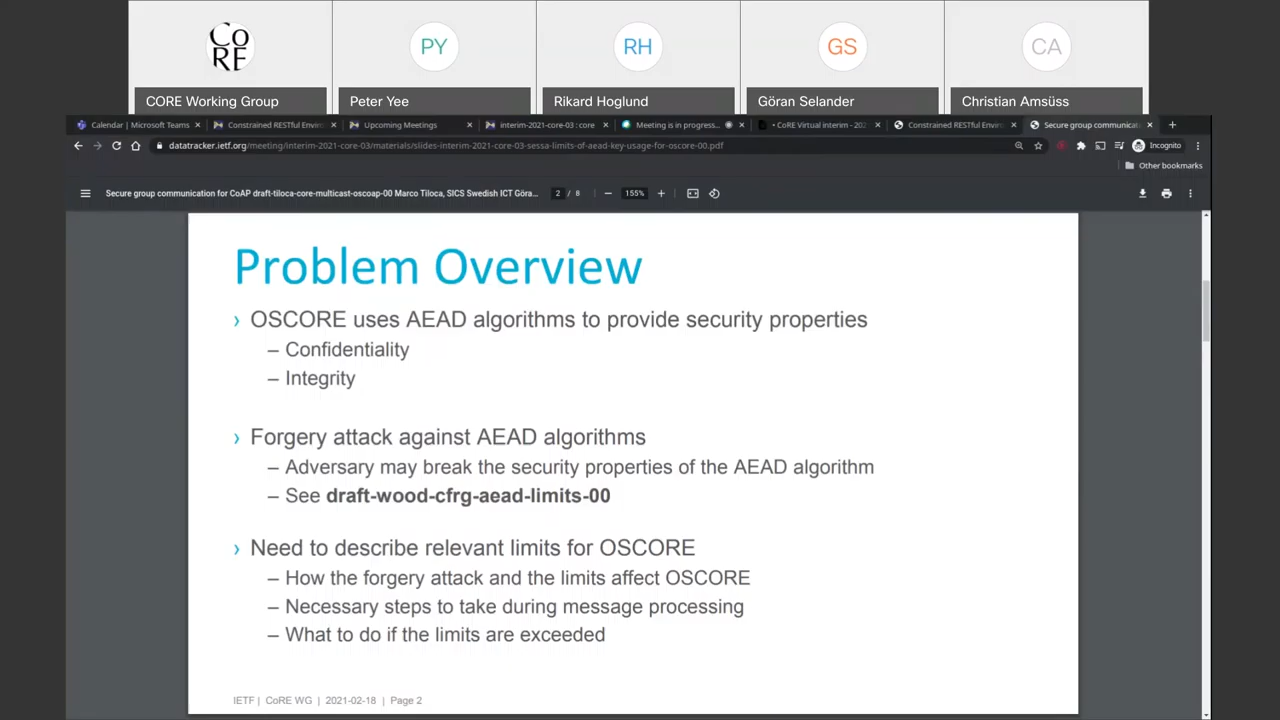 CORE
PY
RH
GS
CA
CORE Working Group
Peter Yee
Rikard Hoglund
Göran Selander
Christian Amsüss
Calendar | Microsoft Teams
Constrained RESTful Enviro
Upcoming Meetings
interim-2021-core-03 : core
Meeting is in progress...
• CoRE Virtual interim - 202
Constrained RESTful Enviro
Secure group communicat
datatracker.ietf.org/meeting/interim-2021-core-03/materials/slides-interim-2021-core-03-sessa-limits-of-aead-key-usage-for-oscore-00.pdf
Incognito
Other bookmarks
Secure group communication for CoAP draft-tiloca-core-multicast-oscoap-00 Marco Tiloca, SICS Swedish ICT Göra...
2 / 8
155%
Problem Overview
› OSCORE uses AEAD algorithms to provide security properties
– Confidentiality
– Integrity
› Forgery attack against AEAD algorithms
– Adversary may break the security properties of the AEAD algorithm
– See draft-wood-cfrg-aead-limits-00
› Need to describe relevant limits for OSCORE
– How the forgery attack and the limits affect OSCORE
– Necessary steps to take during message processing
– What to do if the limits are exceeded
IETF | CoRE WG | 2021-02-18 | Page 2